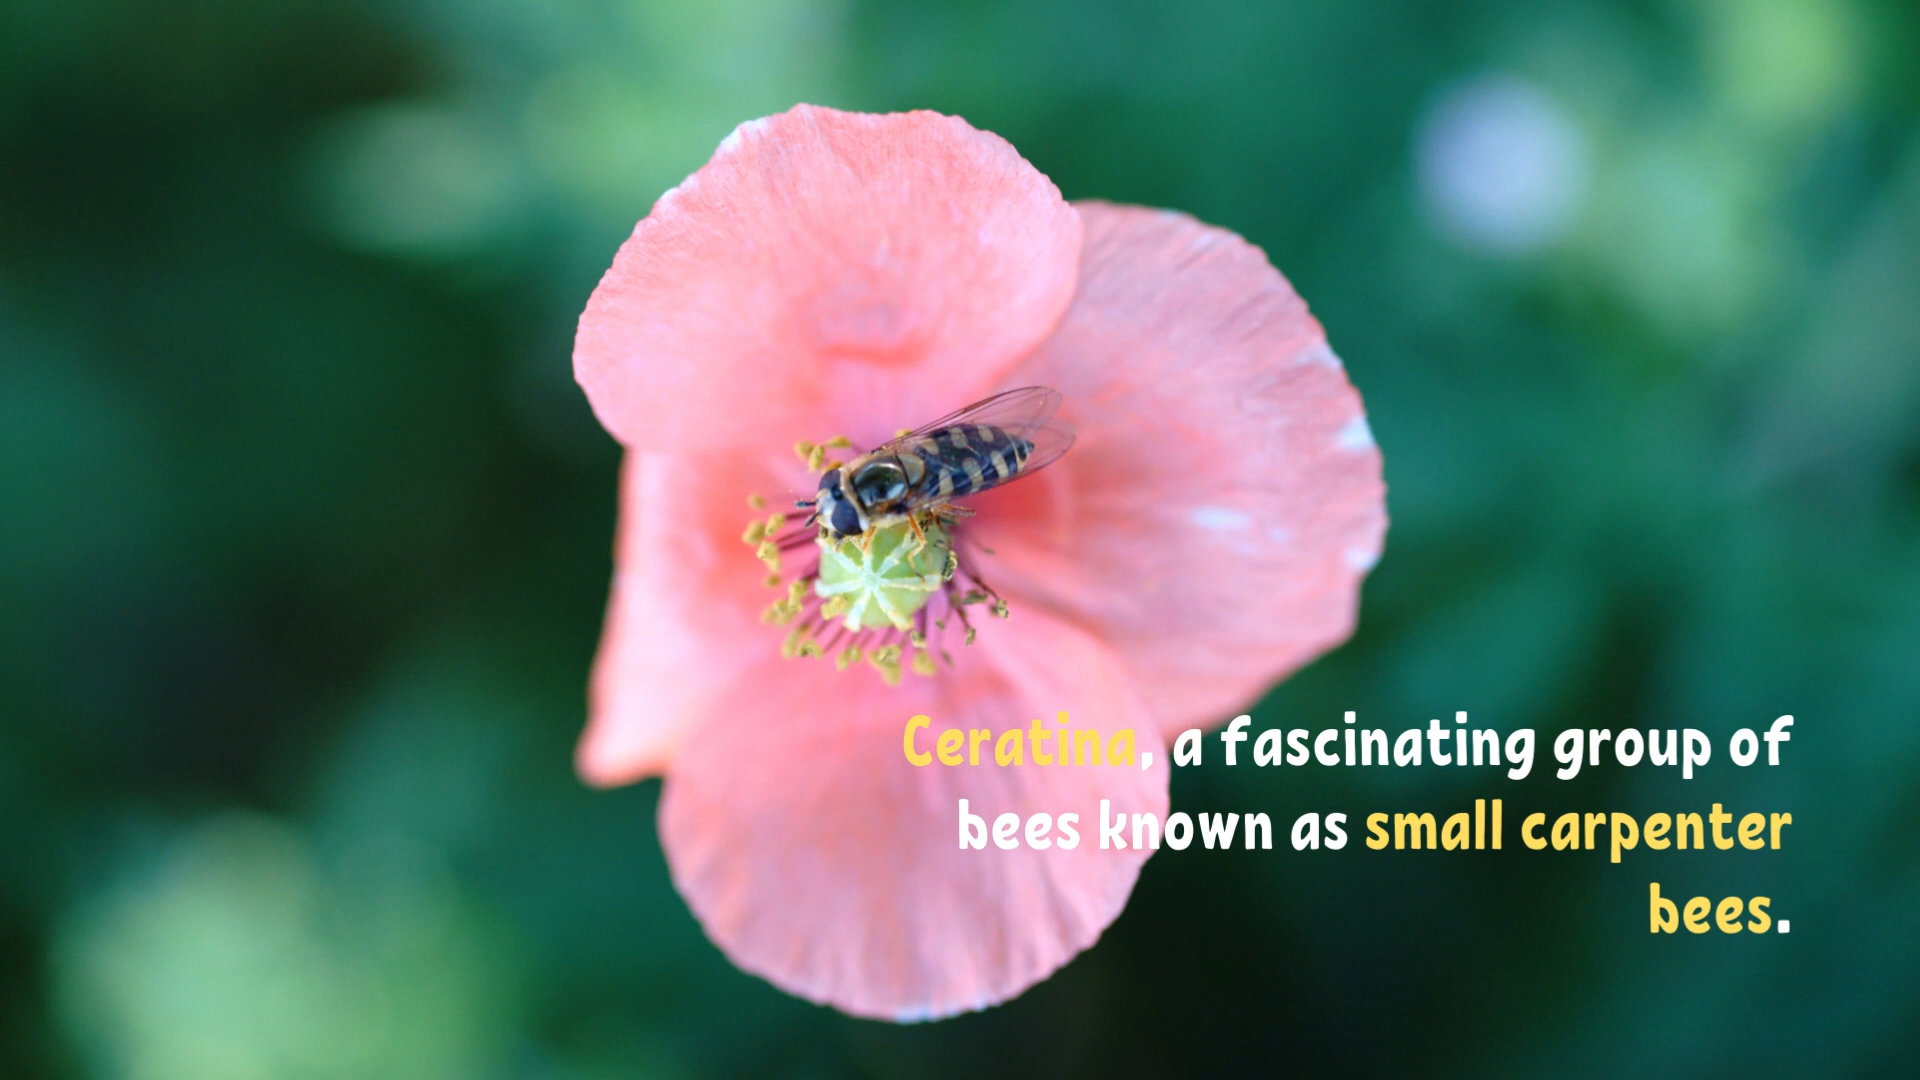 Ceratina, a fascinating group of
bees known as small carpenter
bees.